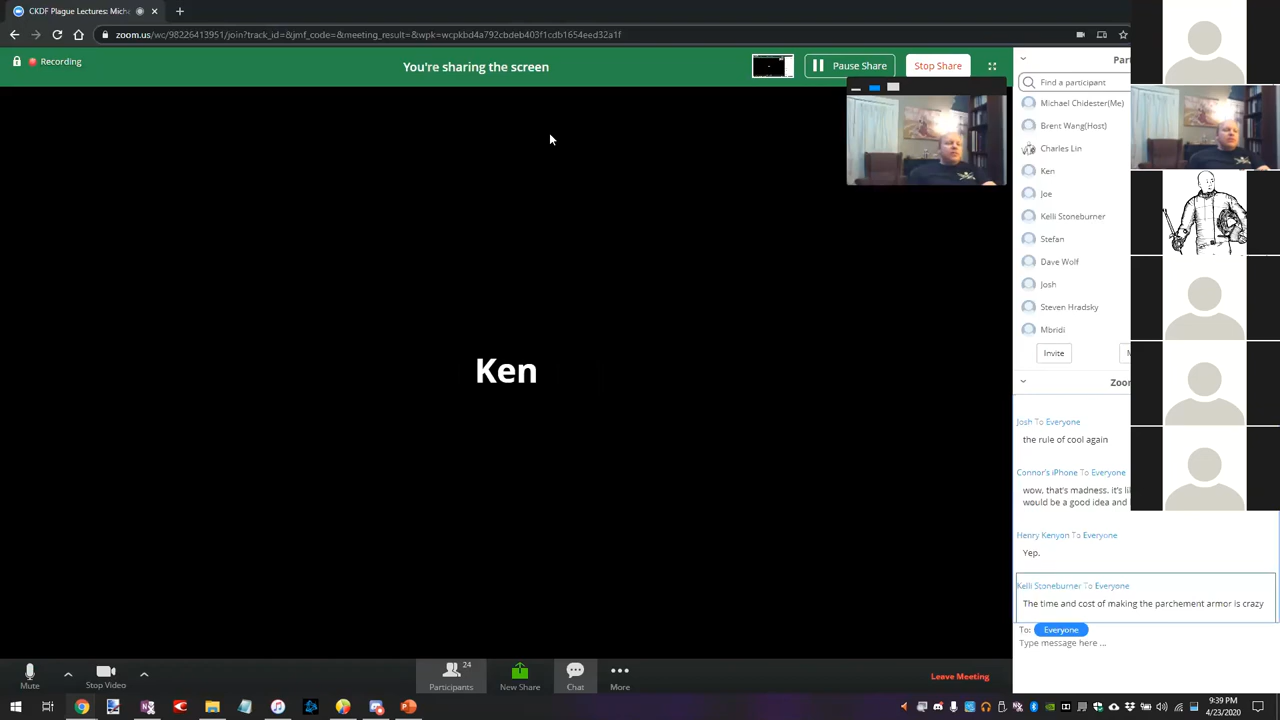 CKDF Plague Lectures: Micha
zoom.us/wc/98226413951/join?track_id=&jmf_code=&meeting_result=&wpk=wcpkbd4a792cbdeb403f1cdb1654eed32a1f
Recording
You're sharing the screen
Pause Share
Stop Share
Part
Find a participant
Michael Chidester(Me)
Brent Wang(Host)
Charles Lin
Ken
Joe
Kelli Stoneburner
Stefan
Dave Wolf
Josh
Steven Hradsky
Mbridi
Invite
M
Ken
Zoor
Josh To Everyone
the rule of cool again
Connor's iPhone To Everyone
wow, that's madness. it's lil
would be a good idea and
Henry Kenyon To Everyone
Yep.
Kelli Stoneburner To Everyone
The time and cost of making the parchement armor is crazy
To: Everyone
Type message here ...
Mute
Stop Video
24
Participants
New Share
Chat
More
Leave Meeting
9:39 PM
4/23/2020